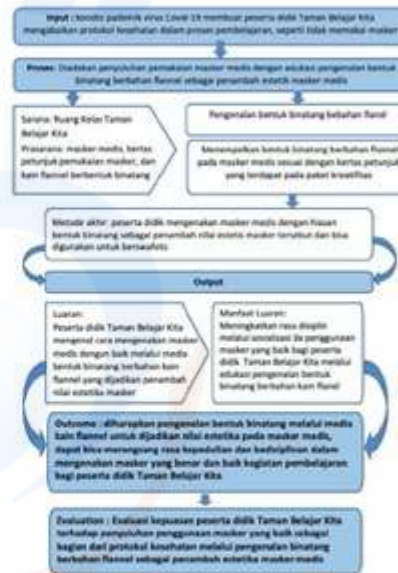 Input : kondisi pademik virus Covid-19 membuat peserta didik Taman Belajar Kita
mengabaikan protokol kesehatan dalam proses pembelajaran, seperti tidak memakai masker
Proses: Diadakan penyuluhan pemakaian masker medis dengan edukasi pengenalan bentuk
binatang berbahan flannel sebagai penambah estetik masker medis
Sarana: Ruang Kelas Taman
Belajar Kita
Prasarana: masker medis, kertas
petunjuk pemakaian masker, dan
kain flannel berbentuk binatang
Pengenalan bentuk binatang bebahan flanel
Menempelkan bentuk binatang berbahan flannel
pada masker medis sesuai dengan kertas petunjuk
yang terdapat pada paket kreatifitas
Metode akhir: peserta didik mengenakan masker medis dengan hiasan
bentuk binatang sebagai penambah nilai estetis masker tersebut dan bisa
digunakan untuk berswafoto
Output
Luaran:
Peserta didik Taman Belajar Kita
mengenal cara mengenakan masker
medis dengan baik melalui media
bentuk binatang berbahan kain
flannel yang dijadikan penambah
nilai estetika masker
Manfaat Luaran:
Meningkatkan rasa disiplin
melalui sosialisasi penggunaan
masker yang baik bagi peserta
didik Taman Belajar Kita melalui
edukasi pengenalan bentuk
binatang berbahan kain flanel
Outcome : diharapkan pengenalan bentuk binatang melalui media
kain flannel untuk dijadikan nilai estetika pada masker medis,
dapat bisa merangsang rasa kepedulian dan kedisiplinan dalam
mengenakan masker yang benar dan baik kegiatan pembelajaran
bagi peserta didik Taman Belajar Kita
Evaluation : Evaluasi kepuasan peserta didik Taman Belajar Kita
terhadap penyuluhan penggunaan masker yang baik sebagai
bagian dari protokol kesehatan melalui pengenalan binatang
berbahan flannel sebagai penambah estetika masker medis